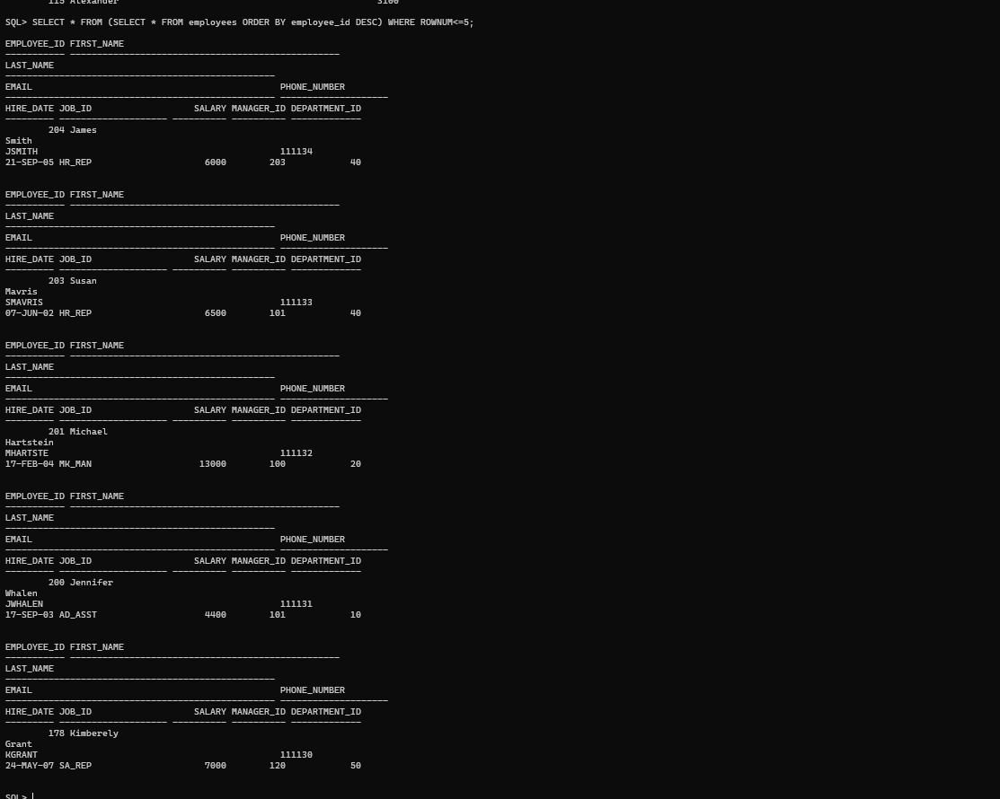 115 Alexander                                                3100
SQL> SELECT * FROM (SELECT * FROM employees ORDER BY employee_id DESC) WHERE ROWNUM<=5;
EMPLOYEE_ID FIRST_NAME
----------- --------------------------------------------------
LAST_NAME
--------------------------------------------------
EMAIL                                              PHONE_NUMBER
-------------------------------------------------- --------------------
HIRE_DATE JOB_ID                   SALARY MANAGER_ID DEPARTMENT_ID
--------- -------------------- ---------- ---------- -------------
        204 James
Smith
JSMITH                                             111134
21-SEP-05 HR_REP                     6000        203            40
EMPLOYEE_ID FIRST_NAME
----------- --------------------------------------------------
LAST_NAME
--------------------------------------------------
EMAIL                                              PHONE_NUMBER
-------------------------------------------------- --------------------
HIRE_DATE JOB_ID                   SALARY MANAGER_ID DEPARTMENT_ID
--------- -------------------- ---------- ---------- -------------
        203 Susan
Mavris
SMAVRIS                                            111133
07-JUN-02 HR_REP                     6500        101            40
EMPLOYEE_ID FIRST_NAME
----------- --------------------------------------------------
LAST_NAME
--------------------------------------------------
EMAIL                                              PHONE_NUMBER
-------------------------------------------------- --------------------
HIRE_DATE JOB_ID                   SALARY MANAGER_ID DEPARTMENT_ID
--------- -------------------- ---------- ---------- -------------
        201 Michael
Hartstein
MHARTSTE                                           111132
17-FEB-04 MK_MAN                    13000        100            20
EMPLOYEE_ID FIRST_NAME
----------- --------------------------------------------------
LAST_NAME
--------------------------------------------------
EMAIL                                              PHONE_NUMBER
-------------------------------------------------- --------------------
HIRE_DATE JOB_ID                   SALARY MANAGER_ID DEPARTMENT_ID
--------- -------------------- ---------- ---------- -------------
        200 Jennifer
Whalen
JWHALEN                                            111131
17-SEP-03 AD_ASST                    4400        101            10
EMPLOYEE_ID FIRST_NAME
----------- --------------------------------------------------
LAST_NAME
--------------------------------------------------
EMAIL                                              PHONE_NUMBER
-------------------------------------------------- --------------------
HIRE_DATE JOB_ID                   SALARY MANAGER_ID DEPARTMENT_ID
--------- -------------------- ---------- ---------- -------------
        178 Kimberely
Grant
KGRANT                                             111130
24-MAY-07 SA_REP                     7000        120            50
SQL>